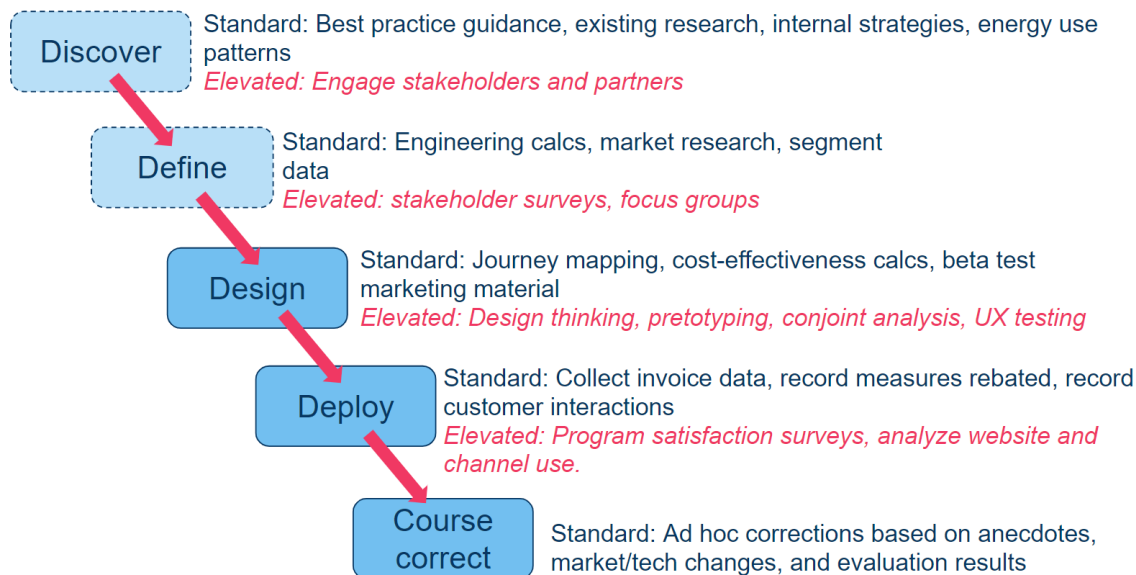 Discover
Standard: Best practice guidance, existing research, internal strategies, energy use
patterns
Elevated: Engage stakeholders and partners
Define
Standard: Engineering calcs, market research, segment
data
Elevated: stakeholder surveys, focus groups
Design
Standard: Journey mapping, cost-effectiveness calcs, beta test
marketing material
Elevated: Design thinking, pretotyping, conjoint analysis, UX testing
Deploy
Standard: Collect invoice data, record measures rebated, record
customer interactions
Elevated: Program satisfaction surveys, analyze website and
channel use.
Course
correct
Standard: Ad hoc corrections based on anecdotes,
market/tech changes, and evaluation results